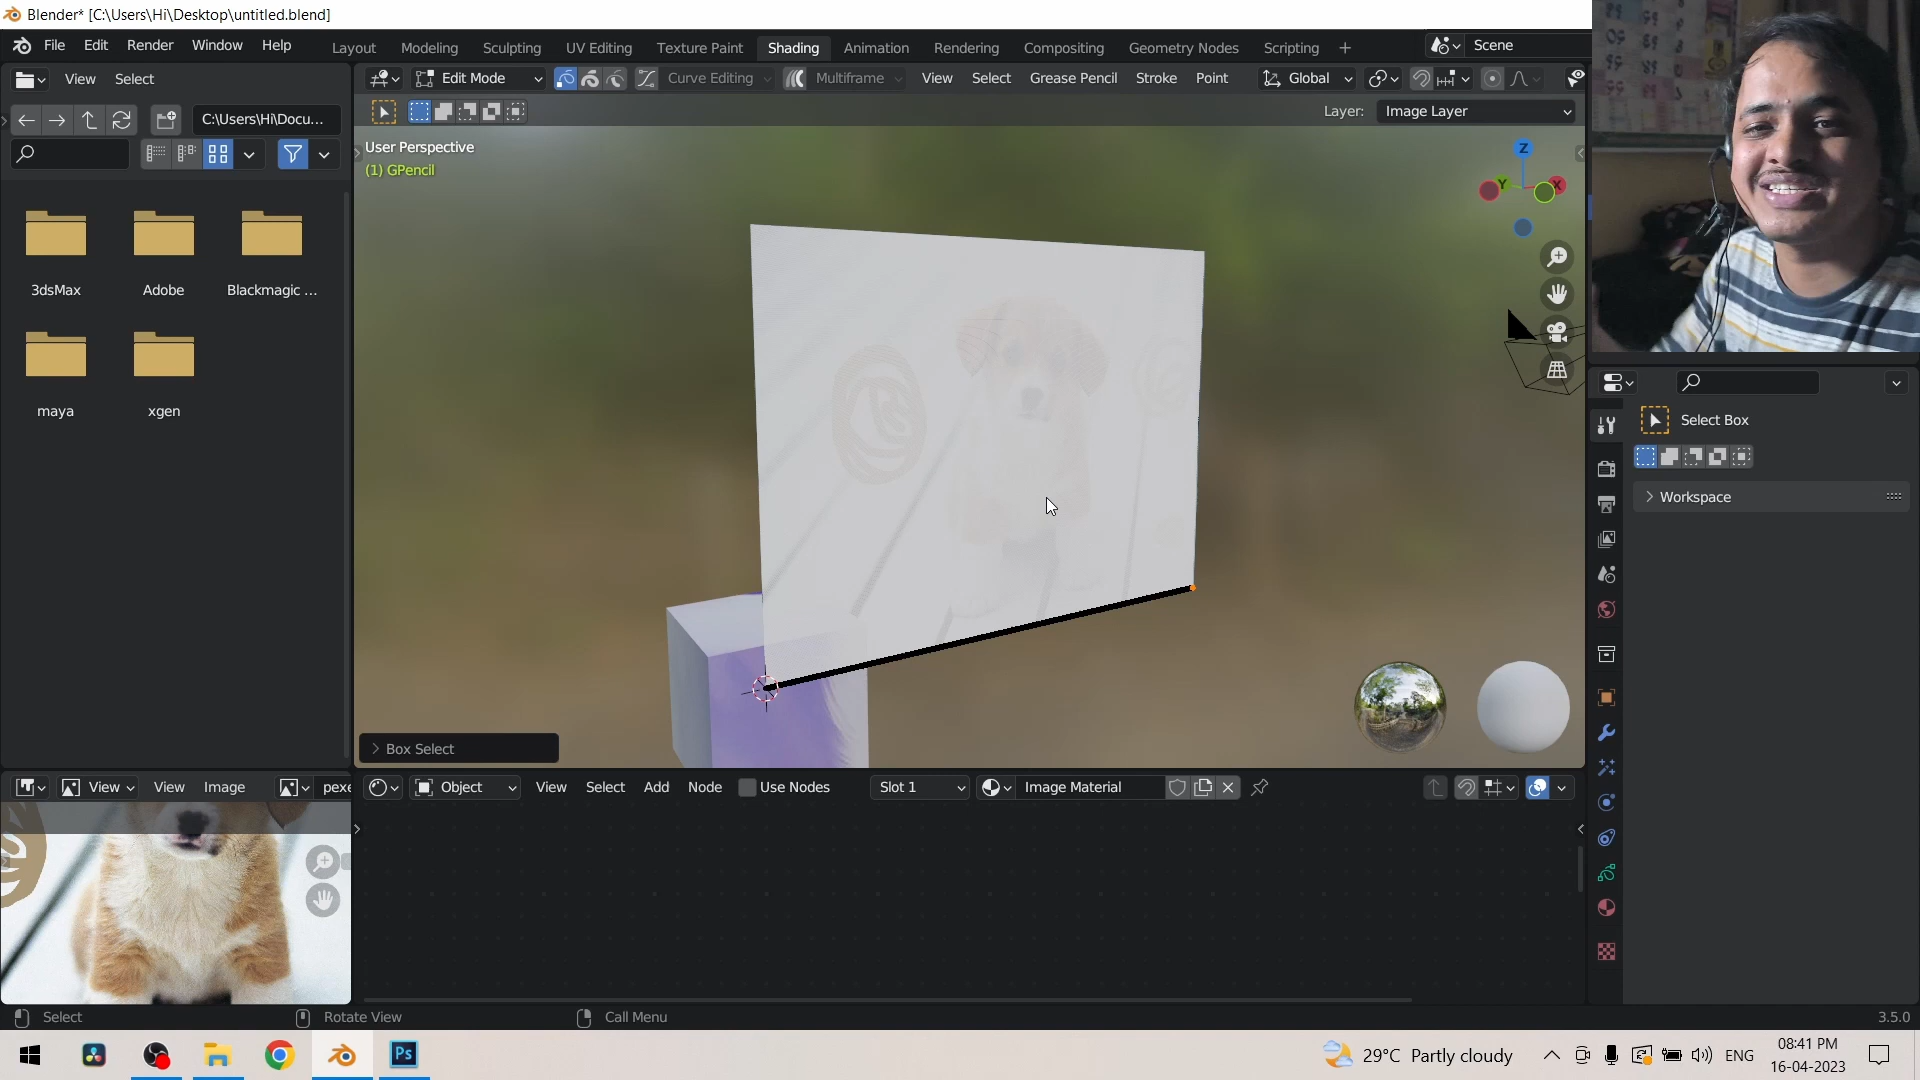 Blender* [C:\Users\Hi\Desktop\untitled.blend]
File Edit Render Window Help
Layout Modeling Sculpting UV Editing Texture Paint Shading Animation Rendering Compositing Geometry Nodes Scripting +
Scene
View Select
Edit Mode Curve Editing Multiframe View Select Grease Pencil Stroke Point Global
C:\Users\Hi\Docu...
Layer: Image Layer
User Perspective
(1) GPencil
Z
Y
X
3dsMax Adobe Blackmagic ...
maya xgen
Select Box
Workspace
Box Select
View View Image pexe
Object View Select Add Node Use Nodes Slot 1 Image Material
Select Rotate View Call Menu 3.5.0
Ps
29°C Partly cloudy
ENG
08:41 PM
16-04-2023